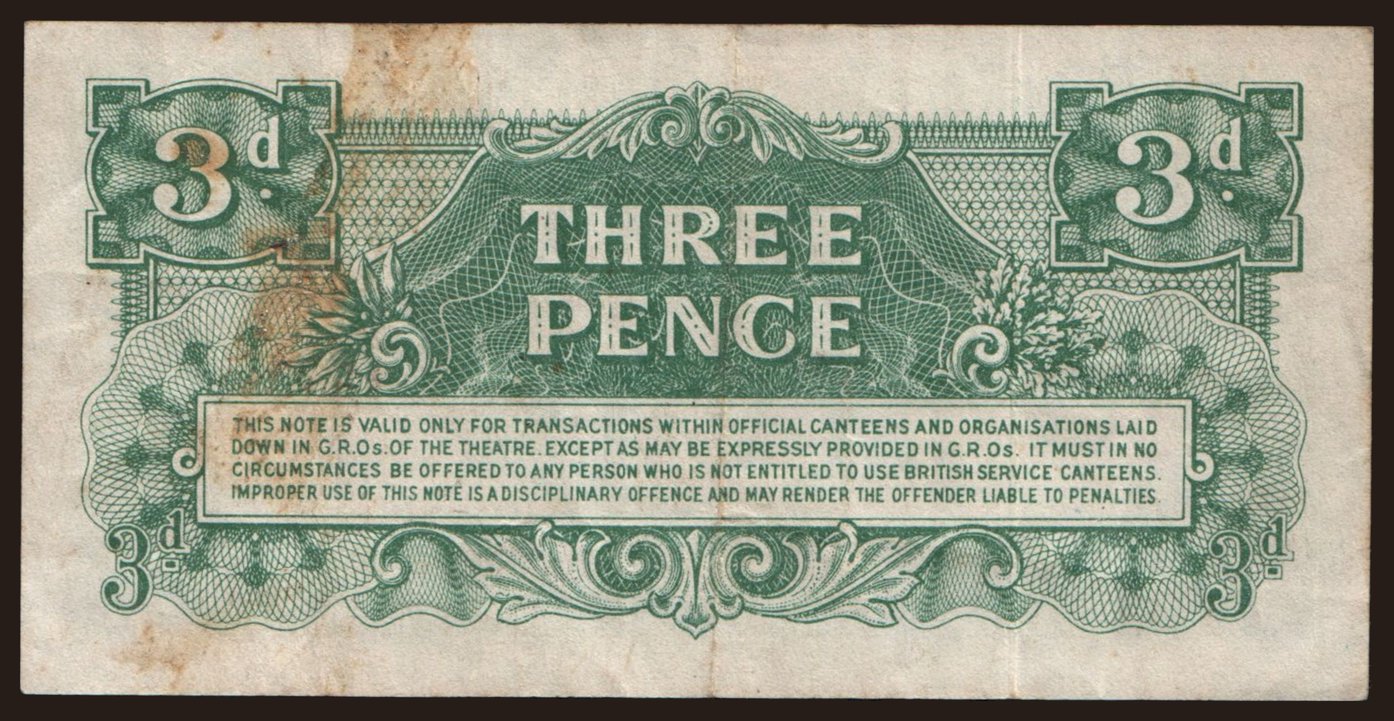 3d.
3d.
THREE
PENCE
THIS NOTE IS VALID ONLY FOR TRANSACTIONS WITHIN OFFICIAL CANTEENS AND ORGANISATIONS LAID
DOWN IN G.R.Os. OF THE THEATRE. EXCEPT AS MAY BE EXPRESSLY PROVIDED IN G.R.Os. IT MUST IN NO
CIRCUMSTANCES BE OFFERED TO ANY PERSON WHO IS NOT ENTITLED TO USE BRITISH SERVICE CANTEENS.
IMPROPER USE OF THIS NOTE IS A DISCIPLINARY OFFENCE AND MAY RENDER THE OFFENDER LIABLE TO PENALTIES.
3d.
3d.